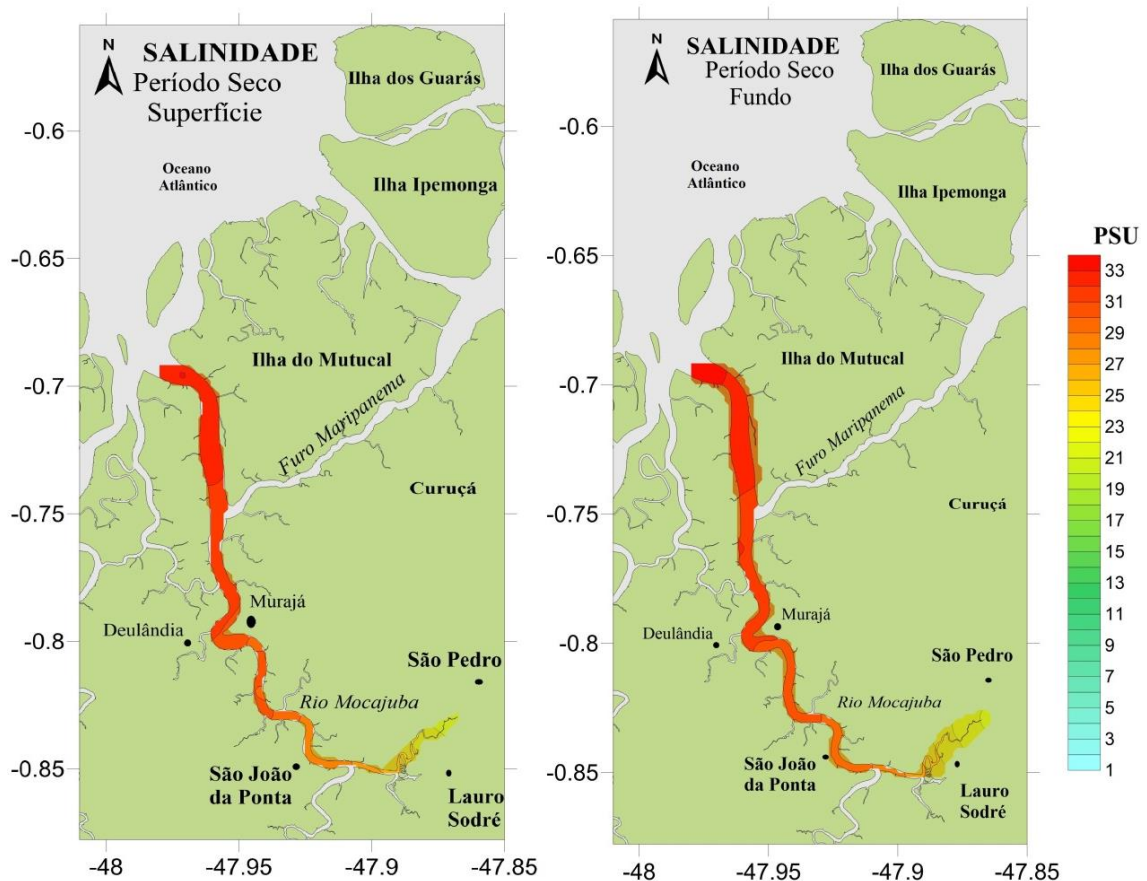 N
SALINIDADE
Período Seco
Superfície
Ilha dos Guarás
Oceano
Atlântico
Ilha Ipemonga
Ilha do Mutucal
Furo Maripanema
Curuçá
Murajá
Deulândia
São Pedro
Rio Mocajuba
São João
da Ponta
Lauro
Sodré
-0.6
-0.65
-0.7
-0.75
-0.8
-0.85
-48
-47.95
-47.9
-47.85
N
SALINIDADE
Período Seco
Fundo
Ilha dos Guarás
Oceano
Atlântico
Ilha Ipemonga
Ilha do Mutucal
Furo Maripanema
Curuçá
Murajá
Deulândia
São Pedro
Rio Mocajuba
São João
da Ponta
Lauro
Sodré
-0.6
-0.65
-0.7
-0.75
-0.8
-0.85
-48
-47.95
-47.9
-47.85
PSU
33
31
29
27
25
23
21
19
17
15
13
11
9
7
5
3
1